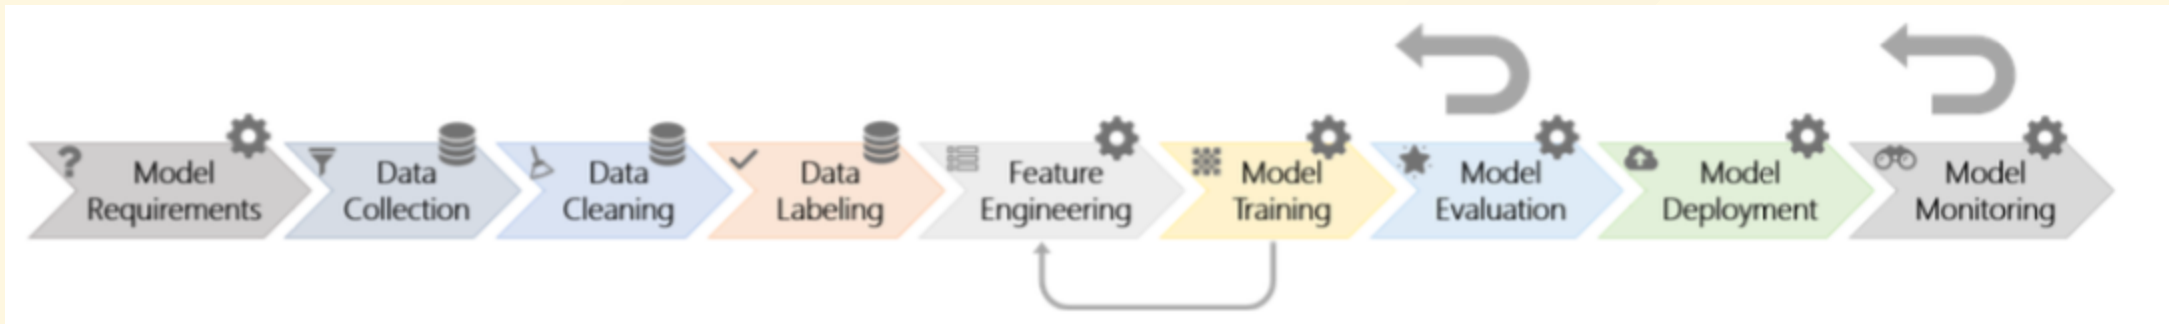 Model
Requirements
Data
Collection
Data
Cleaning
Data
Labeling
Feature
Engineering
Model
Training
Model
Evaluation
Model
Deployment
Model
Monitoring